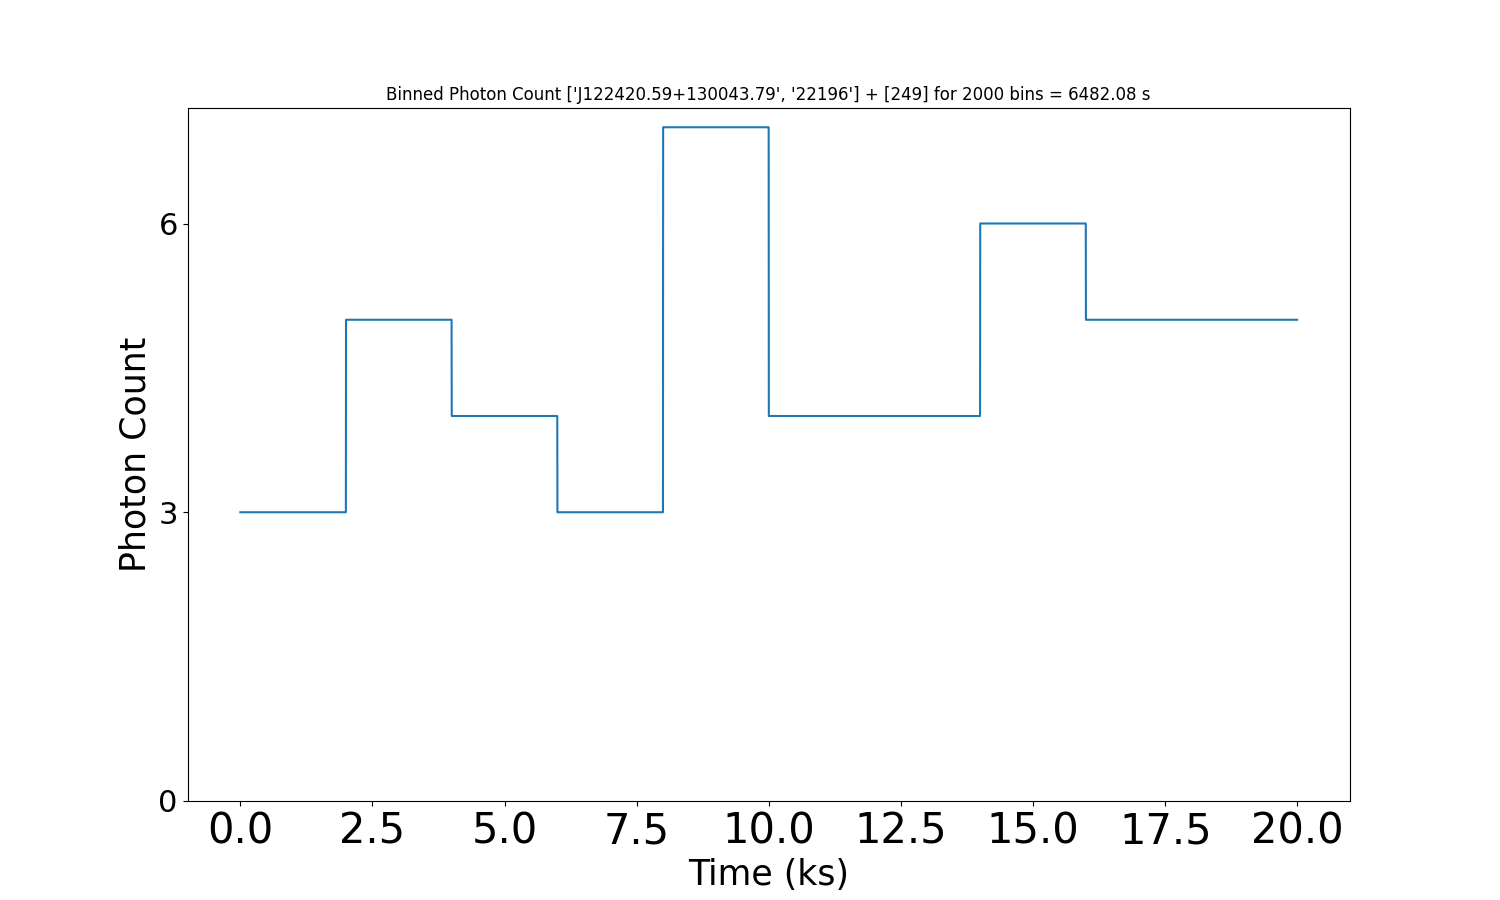 Binned Photon Count ['J122420.59+130043.79', '22196'] + [249] for 2000 bins = 6482.08 s
Photon Count
6
3
0
0.0 2.5 5.0 7.5 10.0 12.5 15.0 17.5 20.0
Time (ks)